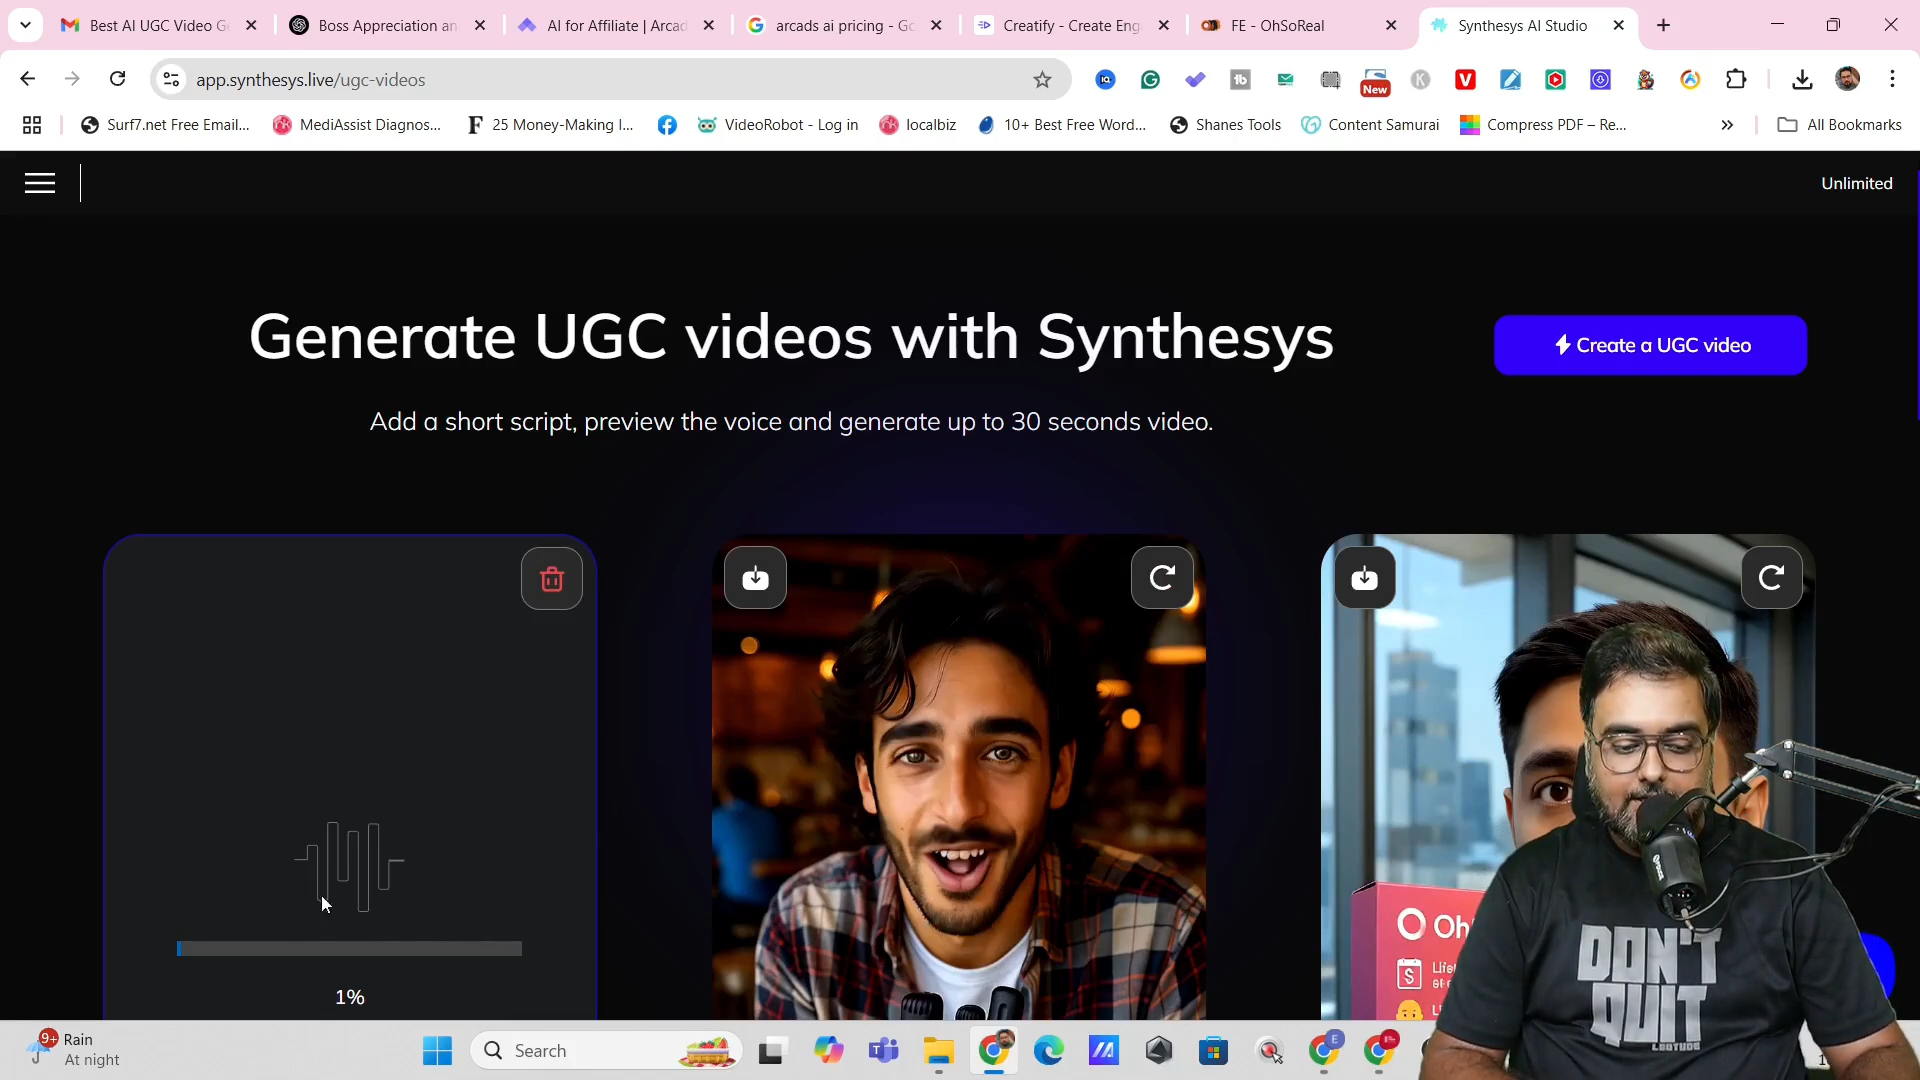 Best AI UGC Video Ge
Boss Appreciation an
AI for Affiliate | Arcad
arcads ai pricing - Go
Creatify - Create Eng
FE - OhSoReal
Synthesys AI Studio
app.synthesys.live/ugc-videos
New
Surf7.net Free Email...
MediAssist Diagnos...
25 Money-Making I...
VideoRobot - Log in
localbiz
10+ Best Free Word...
Shanes Tools
Content Samurai
Compress PDF – Re...
All Bookmarks
Unlimited
Generate UGC videos with Synthesys
Create a UGC video
Add a short script, preview the voice and generate up to 30 seconds video.
Oh
DON'T
QUIT
1%
9+
Rain
At night
Search